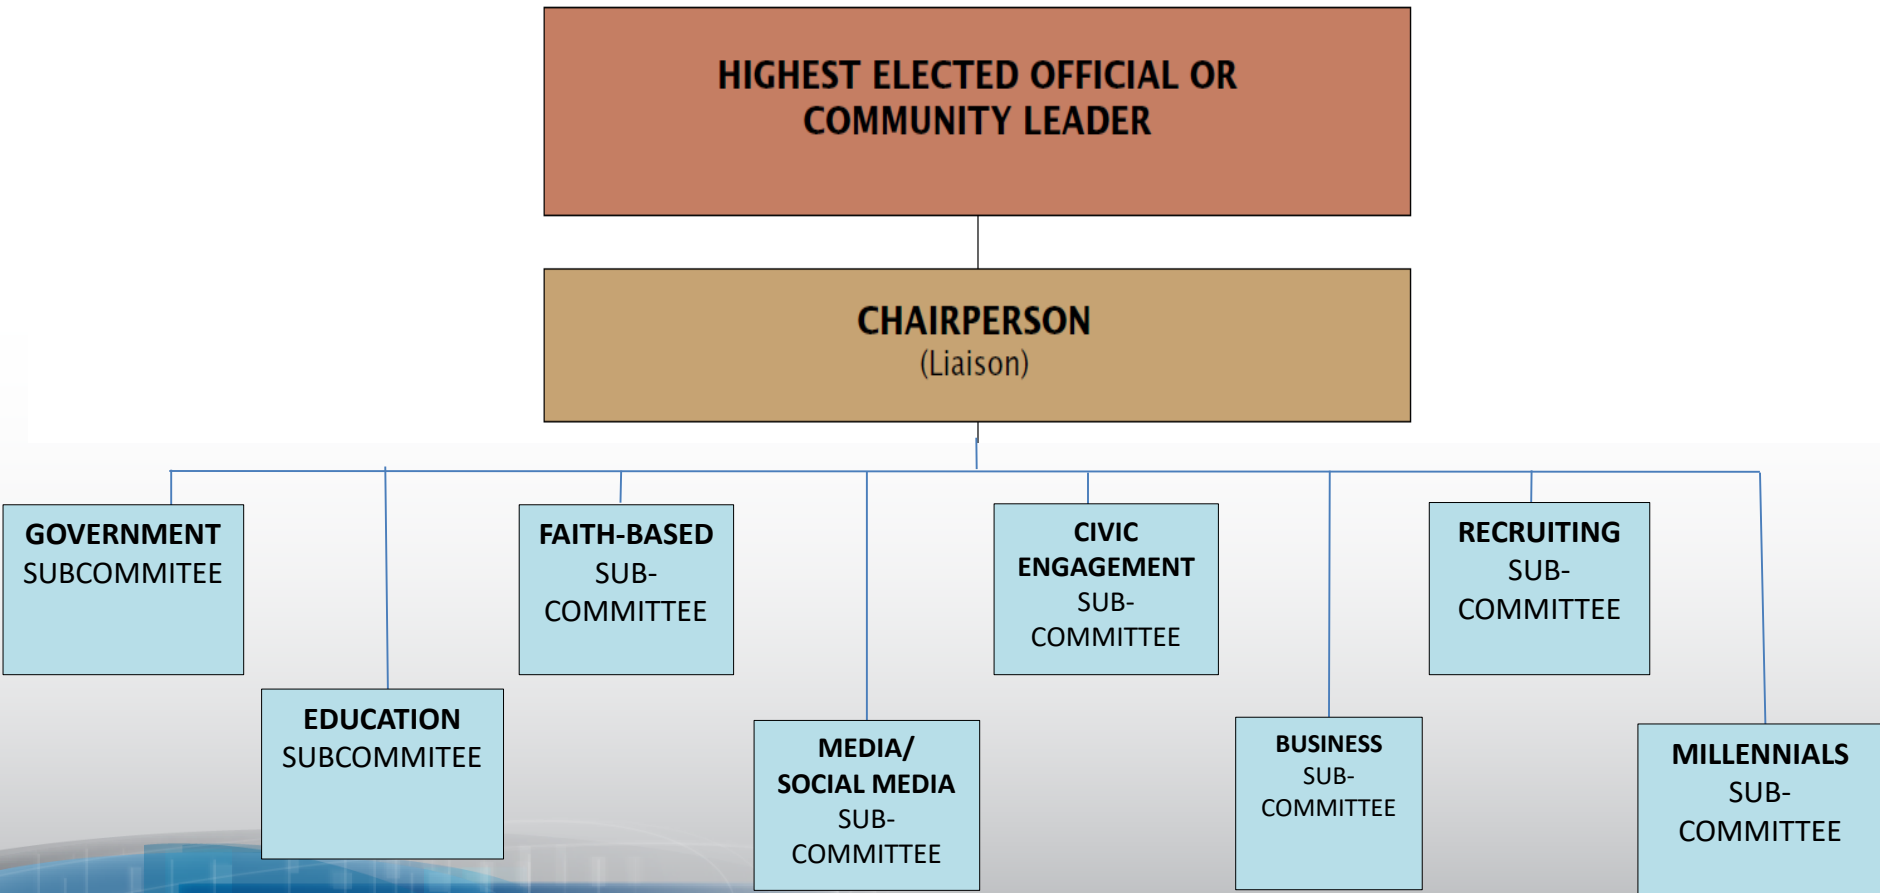 HIGHEST ELECTED OFFICIAL OR
COMMUNITY LEADER
CHAIRPERSON
(Liaison)
GOVERNMENT
SUBCOMMITEE
EDUCATION
SUBCOMMITEE
FAITH-BASED
SUB-
COMMITTEE
MEDIA/
SOCIAL MEDIA
SUB-
COMMITTEE
CIVIC
ENGAGEMENT
SUB-
COMMITTEE
BUSINESS
SUB-
COMMITTEE
RECRUITING
SUB-
COMMITTEE
MILLENNIALS
SUB-
COMMITTEE